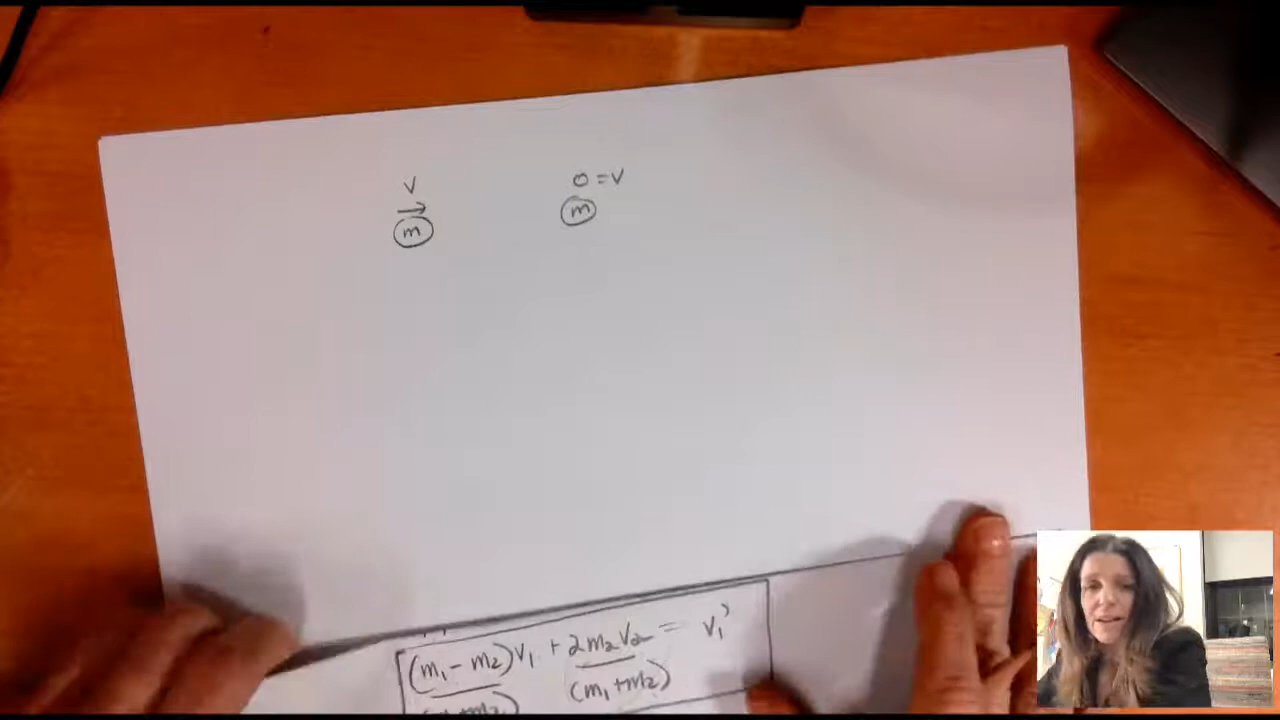 V 0 = V
→
m m
(m₁ - m₂)V₁ + 2m₂V₂ = V₁'
(m₁+m₂)